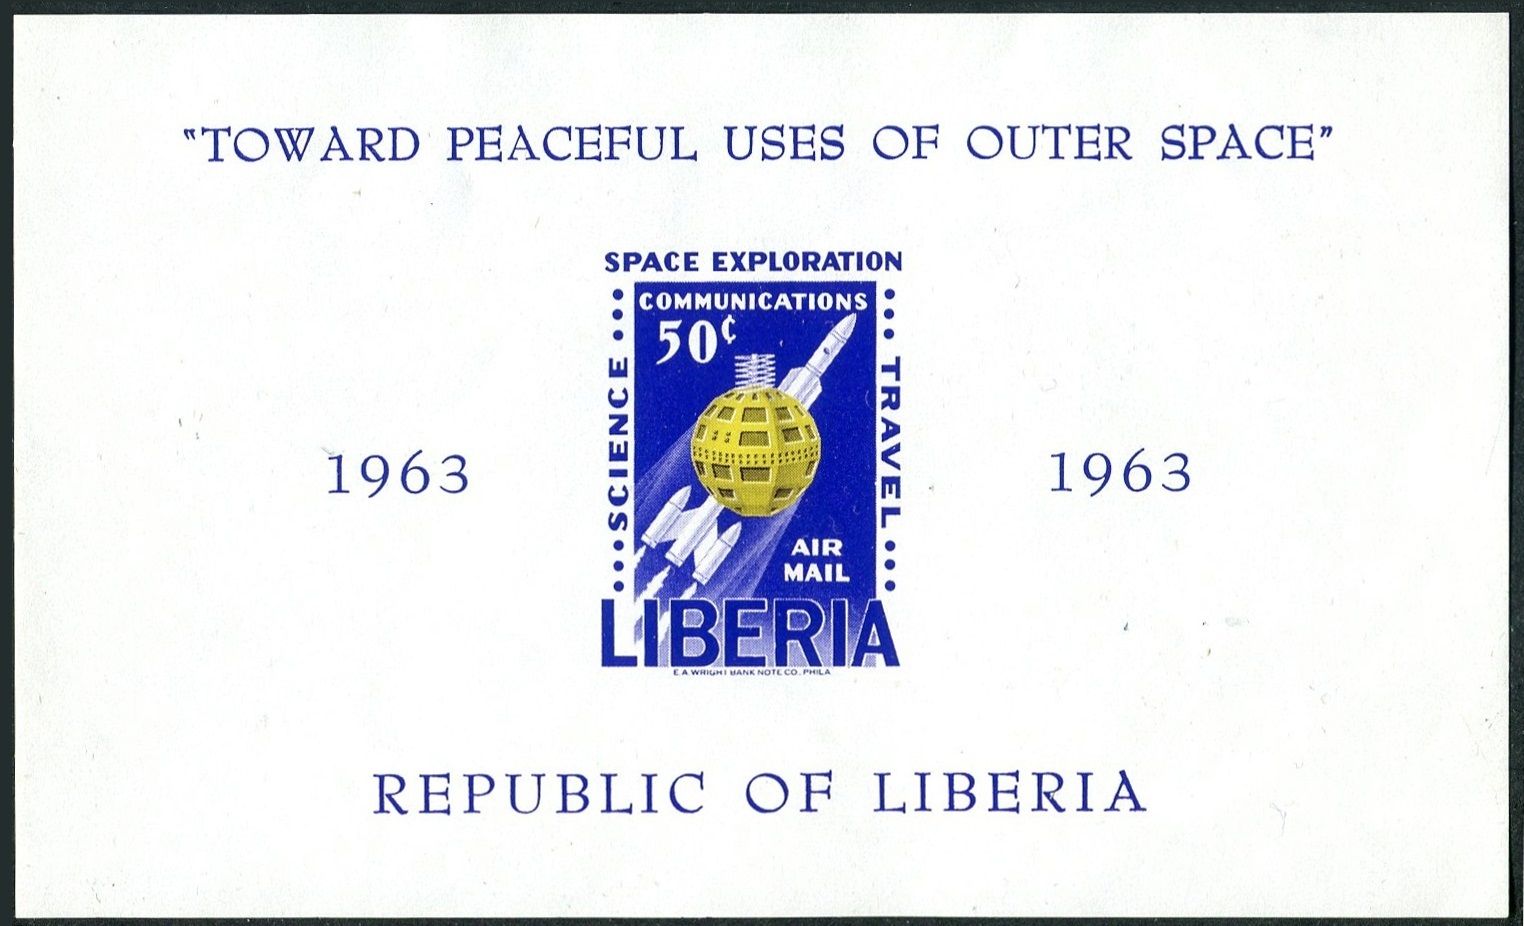 "TOWARD PEACEFUL USES OF OUTER SPACE"
SPACE EXPLORATION
COMMUNICATIONS
50¢
SCIENCE
TRAVEL
1963
1963
AIR
MAIL
LIBERIA
E.A. WRIGHT BANK NOTE CO. PHILA
REPUBLIC OF LIBERIA